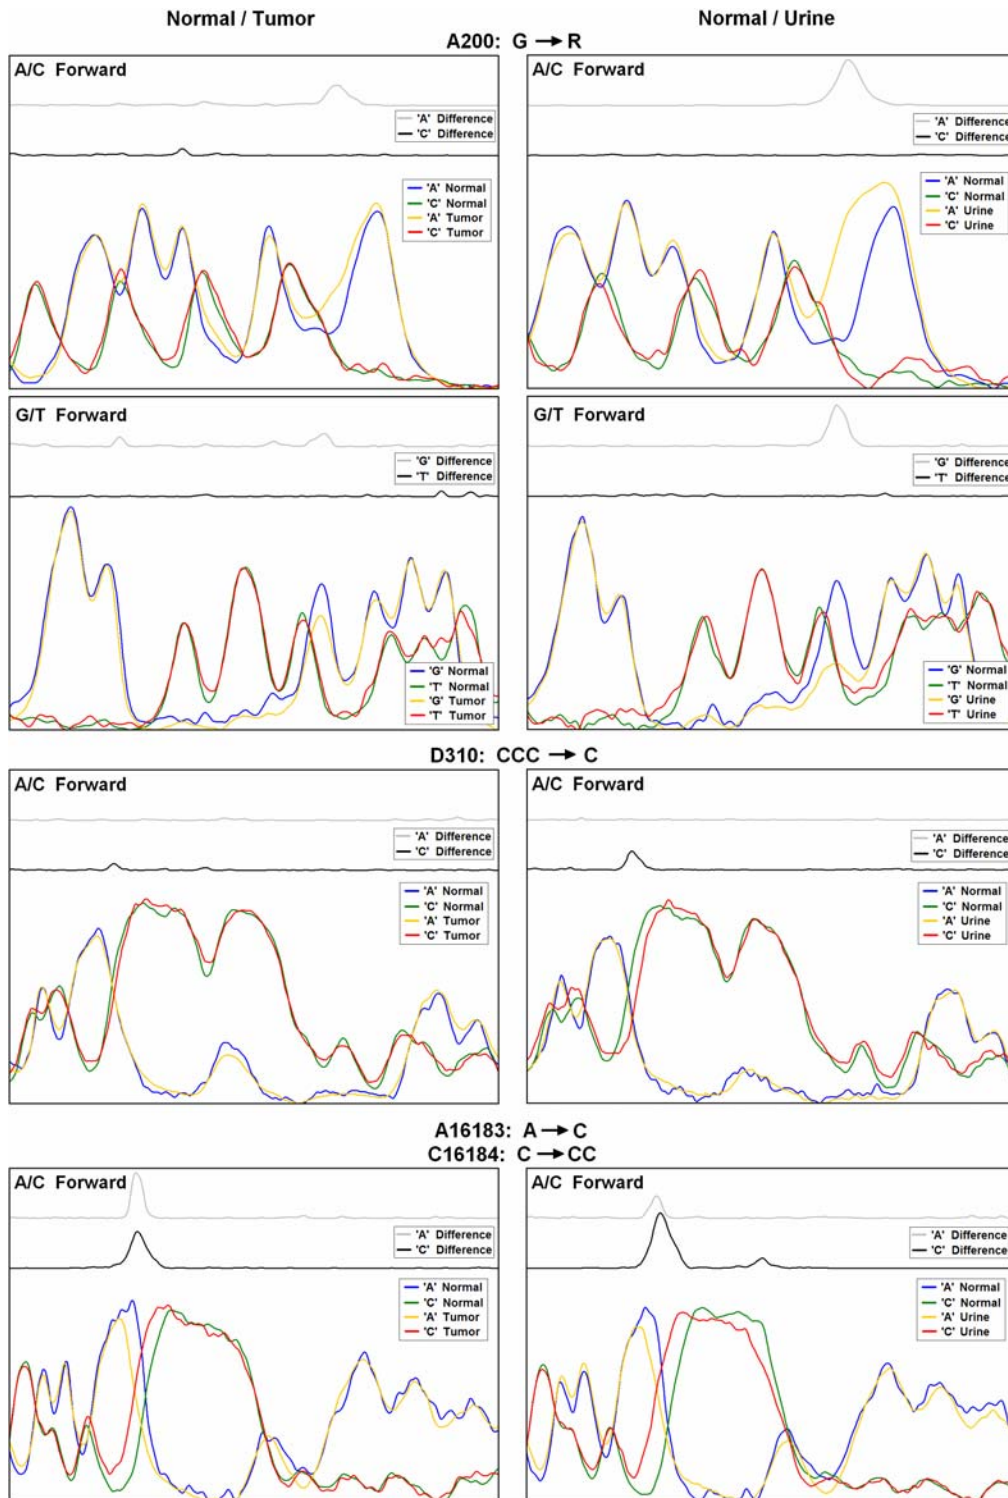 Normal / Tumor
Normal / Urine
A200: G → R
A/C Forward
'A' Difference
'C' Difference
'A' Normal
'C' Normal
'A' Tumor
'C' Tumor
A/C Forward
'A' Difference
'C' Difference
'A' Normal
'C' Normal
'A' Urine
'C' Urine
G/T Forward
'G' Difference
'T' Difference
'G' Normal
'T' Normal
'G' Tumor
'T' Tumor
G/T Forward
'G' Difference
'T' Difference
'G' Normal
'T' Normal
'G' Urine
'T' Urine
D310: CCC → C
A/C Forward
'A' Difference
'C' Difference
'A' Normal
'C' Normal
'A' Tumor
'C' Tumor
A/C Forward
'A' Difference
'C' Difference
'A' Normal
'C' Normal
'A' Urine
'C' Urine
A16183: A → C
C16184: C → CC
A/C Forward
'A' Difference
'C' Difference
'A' Normal
'C' Normal
'A' Tumor
'C' Tumor
A/C Forward
'A' Difference
'C' Difference
'A' Normal
'C' Normal
'A' Urine
'C' Urine